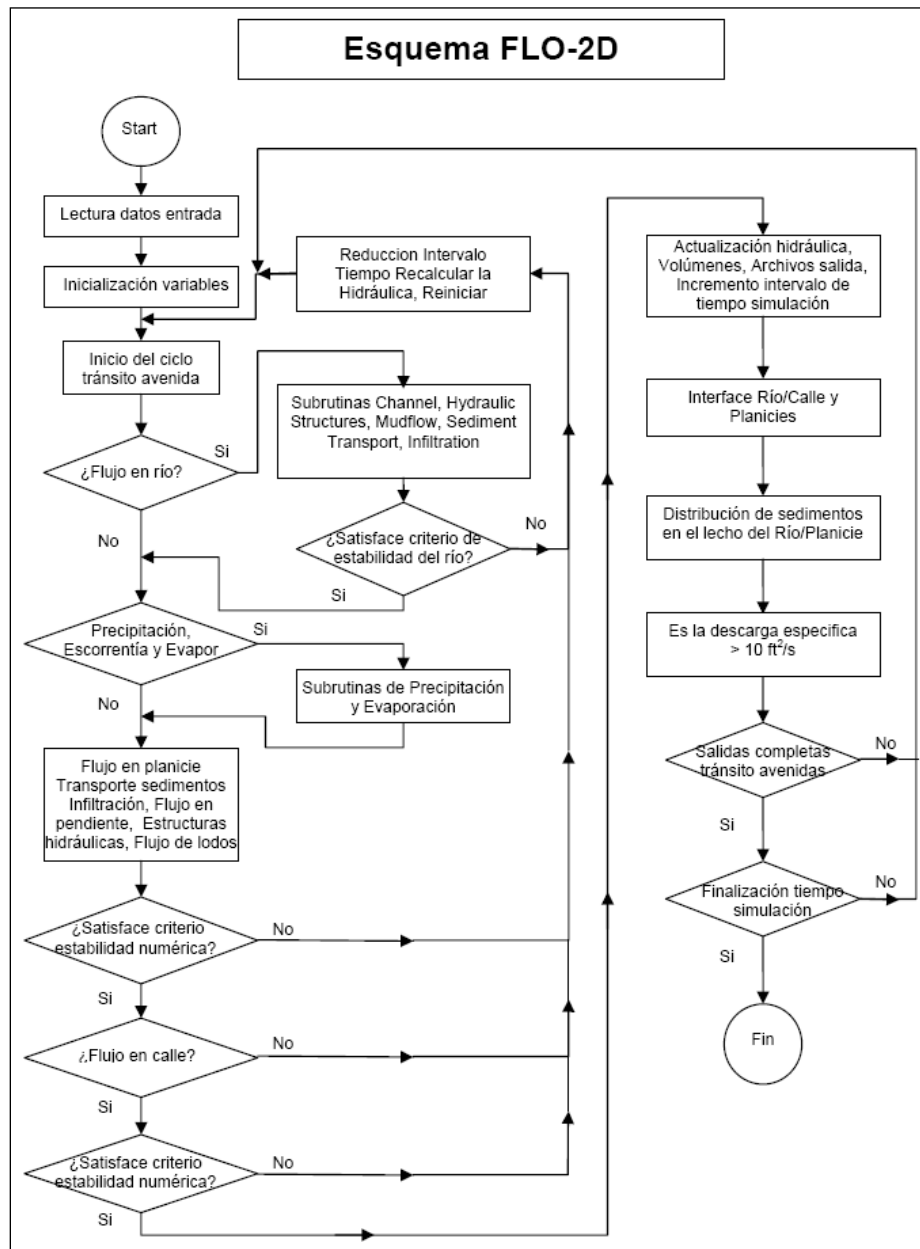 Esquema FLO-2D
Start
Lectura datos entrada
Inicialización variables
Inicio del ciclo
tránsito avenida
¿Flujo en río?
Si
No
Reduccion Intervalo
Tiempo Recalcular la
Hidráulica, Reiniciar
Subrutinas Channel, Hydraulic
Structures, Mudflow, Sediment
Transport, Infiltration
¿Satisface criterio de
estabilidad del río?
No
Si
Precipitación,
Escorrentía y Evapor
Si
No
Subrutinas de Precipitación
y Evaporación
Flujo en planicie
Transporte sedimentos
Infiltración, Flujo en
pendiente, Estructuras
hidráulicas, Flujo de lodos
¿Satisface criterio
estabilidad numérica?
No
Si
¿Flujo en calle?
No
Si
¿Satisface criterio
estabilidad numérica?
No
Si
Actualización hidráulica,
Volúmenes, Archivos salida,
Incremento intervalo de
tiempo simulación
Interface Río/Calle y
Planicies
Distribución de sedimentos
en el lecho del Río/Planicie
Es la descarga especifica
> 10 ft²/s
Salidas completas
tránsito avenidas
No
Si
Finalización tiempo
simulación
No
Si
Fin